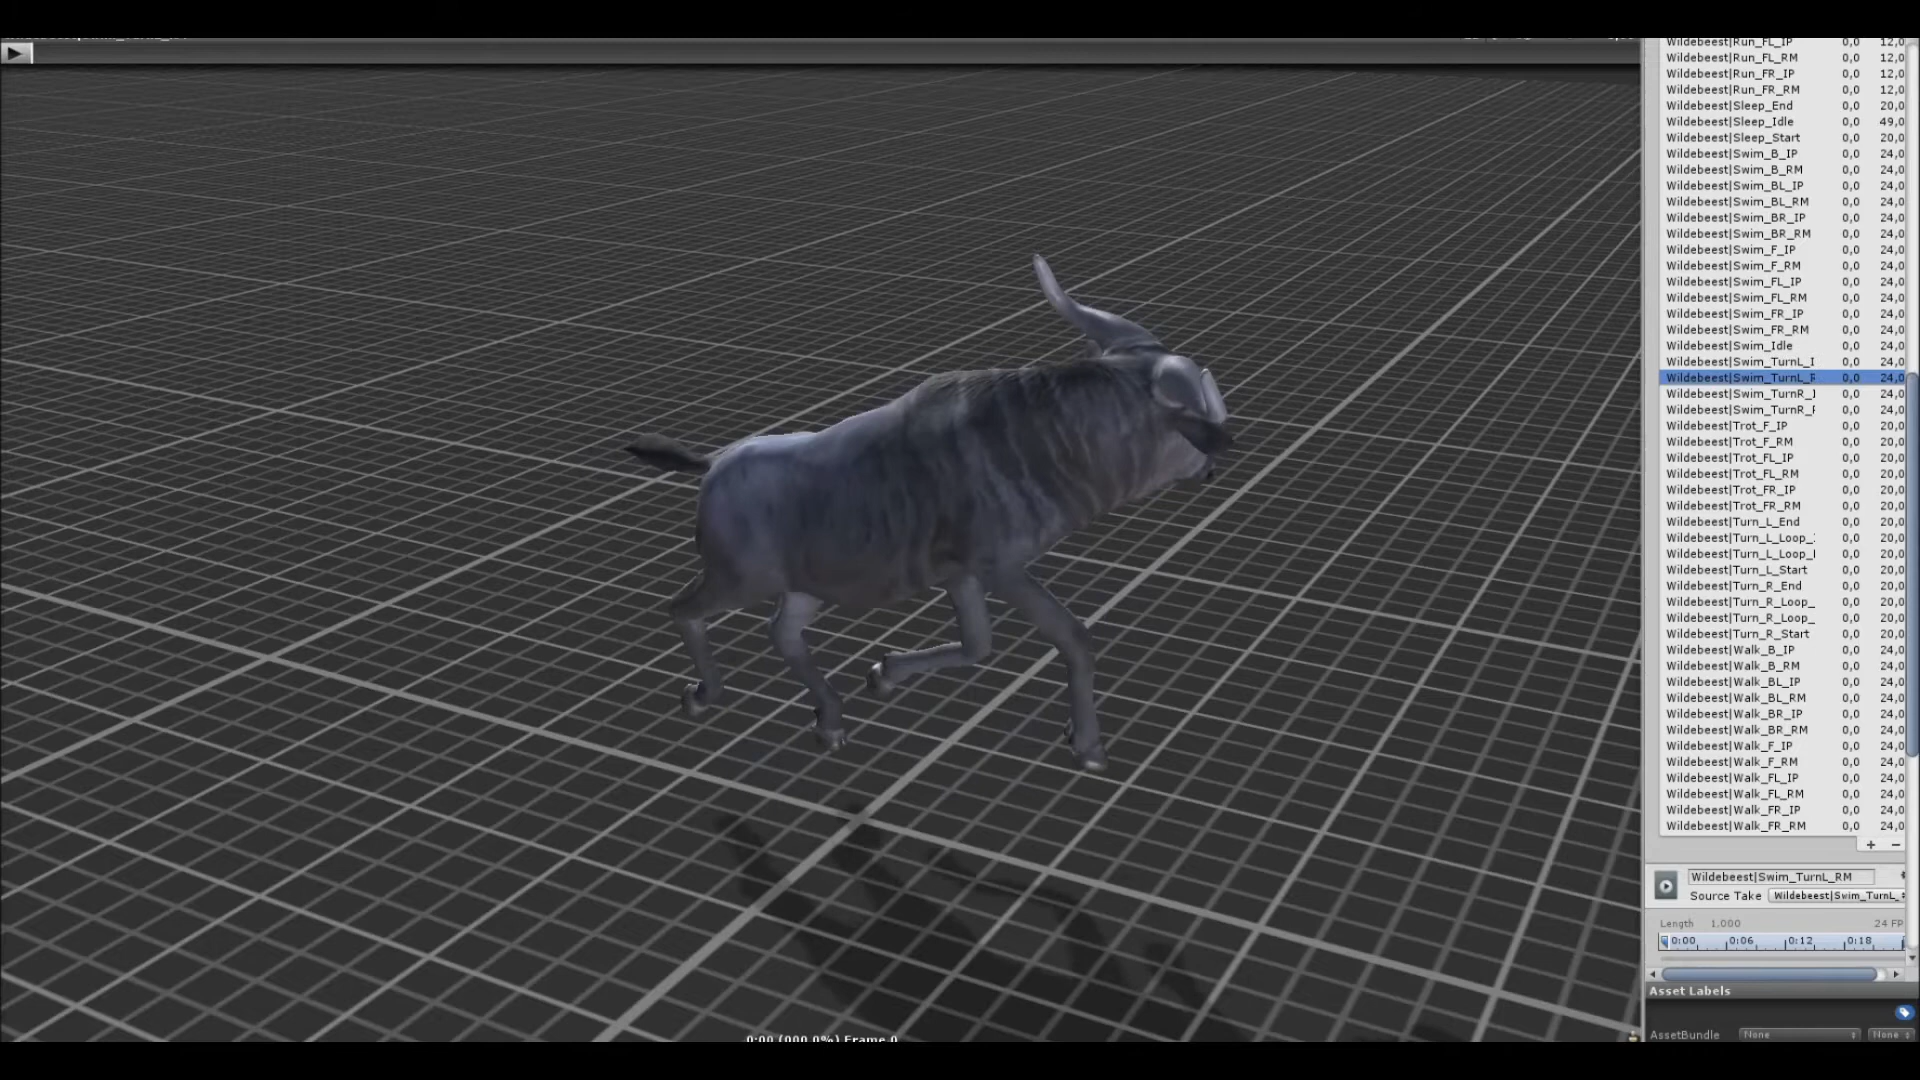 Wildebeest|Run_FL_IP 0,0 12,0
Wildebeest|Run_FL_RM 0,0 12,0
Wildebeest|Run_FR_IP 0,0 12,0
Wildebeest|Run_FR_RM 0,0 12,0
Wildebeest|Sleep_End 0,0 20,0
Wildebeest|Sleep_Idle 0,0 49,0
Wildebeest|Sleep_Start 0,0 20,0
Wildebeest|Swim_B_IP 0,0 24,0
Wildebeest|Swim_B_RM 0,0 24,0
Wildebeest|Swim_BL_IP 0,0 24,0
Wildebeest|Swim_BL_RM 0,0 24,0
Wildebeest|Swim_BR_IP 0,0 24,0
Wildebeest|Swim_BR_RM 0,0 24,0
Wildebeest|Swim_F_IP 0,0 24,0
Wildebeest|Swim_F_RM 0,0 24,0
Wildebeest|Swim_FL_IP 0,0 24,0
Wildebeest|Swim_FL_RM 0,0 24,0
Wildebeest|Swim_FR_IP 0,0 24,0
Wildebeest|Swim_FR_RM 0,0 24,0
Wildebeest|Swim_Idle 0,0 24,0
Wildebeest|Swim_TurnL_I 0,0 24,0
Wildebeest|Swim_TurnL_R 0,0 24,0
Wildebeest|Swim_TurnR_I 0,0 24,0
Wildebeest|Swim_TurnR_R 0,0 24,0
Wildebeest|Trot_F_IP 0,0 20,0
Wildebeest|Trot_F_RM 0,0 20,0
Wildebeest|Trot_FL_IP 0,0 20,0
Wildebeest|Trot_FL_RM 0,0 20,0
Wildebeest|Trot_FR_IP 0,0 20,0
Wildebeest|Trot_FR_RM 0,0 20,0
Wildebeest|Turn_L_End 0,0 20,0
Wildebeest|Turn_L_Loop_ 0,0 20,0
Wildebeest|Turn_L_Loop_ 0,0 20,0
Wildebeest|Turn_L_Start 0,0 20,0
Wildebeest|Turn_R_End 0,0 20,0
Wildebeest|Turn_R_Loop_ 0,0 20,0
Wildebeest|Turn_R_Loop_ 0,0 20,0
Wildebeest|Turn_R_Start 0,0 20,0
Wildebeest|Walk_B_IP 0,0 24,0
Wildebeest|Walk_B_RM 0,0 24,0
Wildebeest|Walk_BL_IP 0,0 24,0
Wildebeest|Walk_BL_RM 0,0 24,0
Wildebeest|Walk_BR_IP 0,0 24,0
Wildebeest|Walk_BR_RM 0,0 24,0
Wildebeest|Walk_F_IP 0,0 24,0
Wildebeest|Walk_F_RM 0,0 24,0
Wildebeest|Walk_FL_IP 0,0 24,0
Wildebeest|Walk_FL_RM 0,0 24,0
Wildebeest|Walk_FR_IP 0,0 24,0
Wildebeest|Walk_FR_RM 0,0 24,0
+ −
Wildebeest|Swim_TurnL_RM
Source Take Wildebeest|Swim_TurnL_
Length 1,000 24 FP
0:00 0:06 0:12 0:18
Asset Labels
AssetBundle None None
0:00 (000.0%) Frame 0